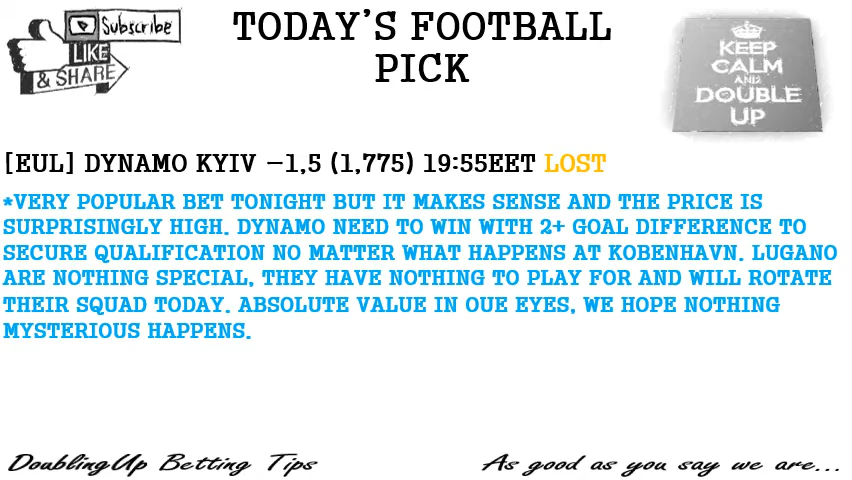 Subscribe
LIKE
& SHARE
TODAY'S FOOTBALL
PICK
KEEP
CALM
AND
DOUBLE
UP
[EUL] DYNAMO KYIV -1,5 (1,775) 19:55EET LOST
*VERY POPULAR BET TONIGHT BUT IT MAKES SENSE AND THE PRICE IS
SURPRISINGLY HIGH. DYNAMO NEED TO WIN WITH 2+ GOAL DIFFERENCE TO
SECURE QUALIFICATION NO MATTER WHAT HAPPENS AT KOBENHAVN. LUGANO
ARE NOTHING SPECIAL, THEY HAVE NOTHING TO PLAY FOR AND WILL ROTATE
THEIR SQUAD TODAY. ABSOLUTE VALUE IN OUE EYES, WE HOPE NOTHING
MYSTERIOUS HAPPENS.
DoublingUp Betting Tips
As good as you say we are...